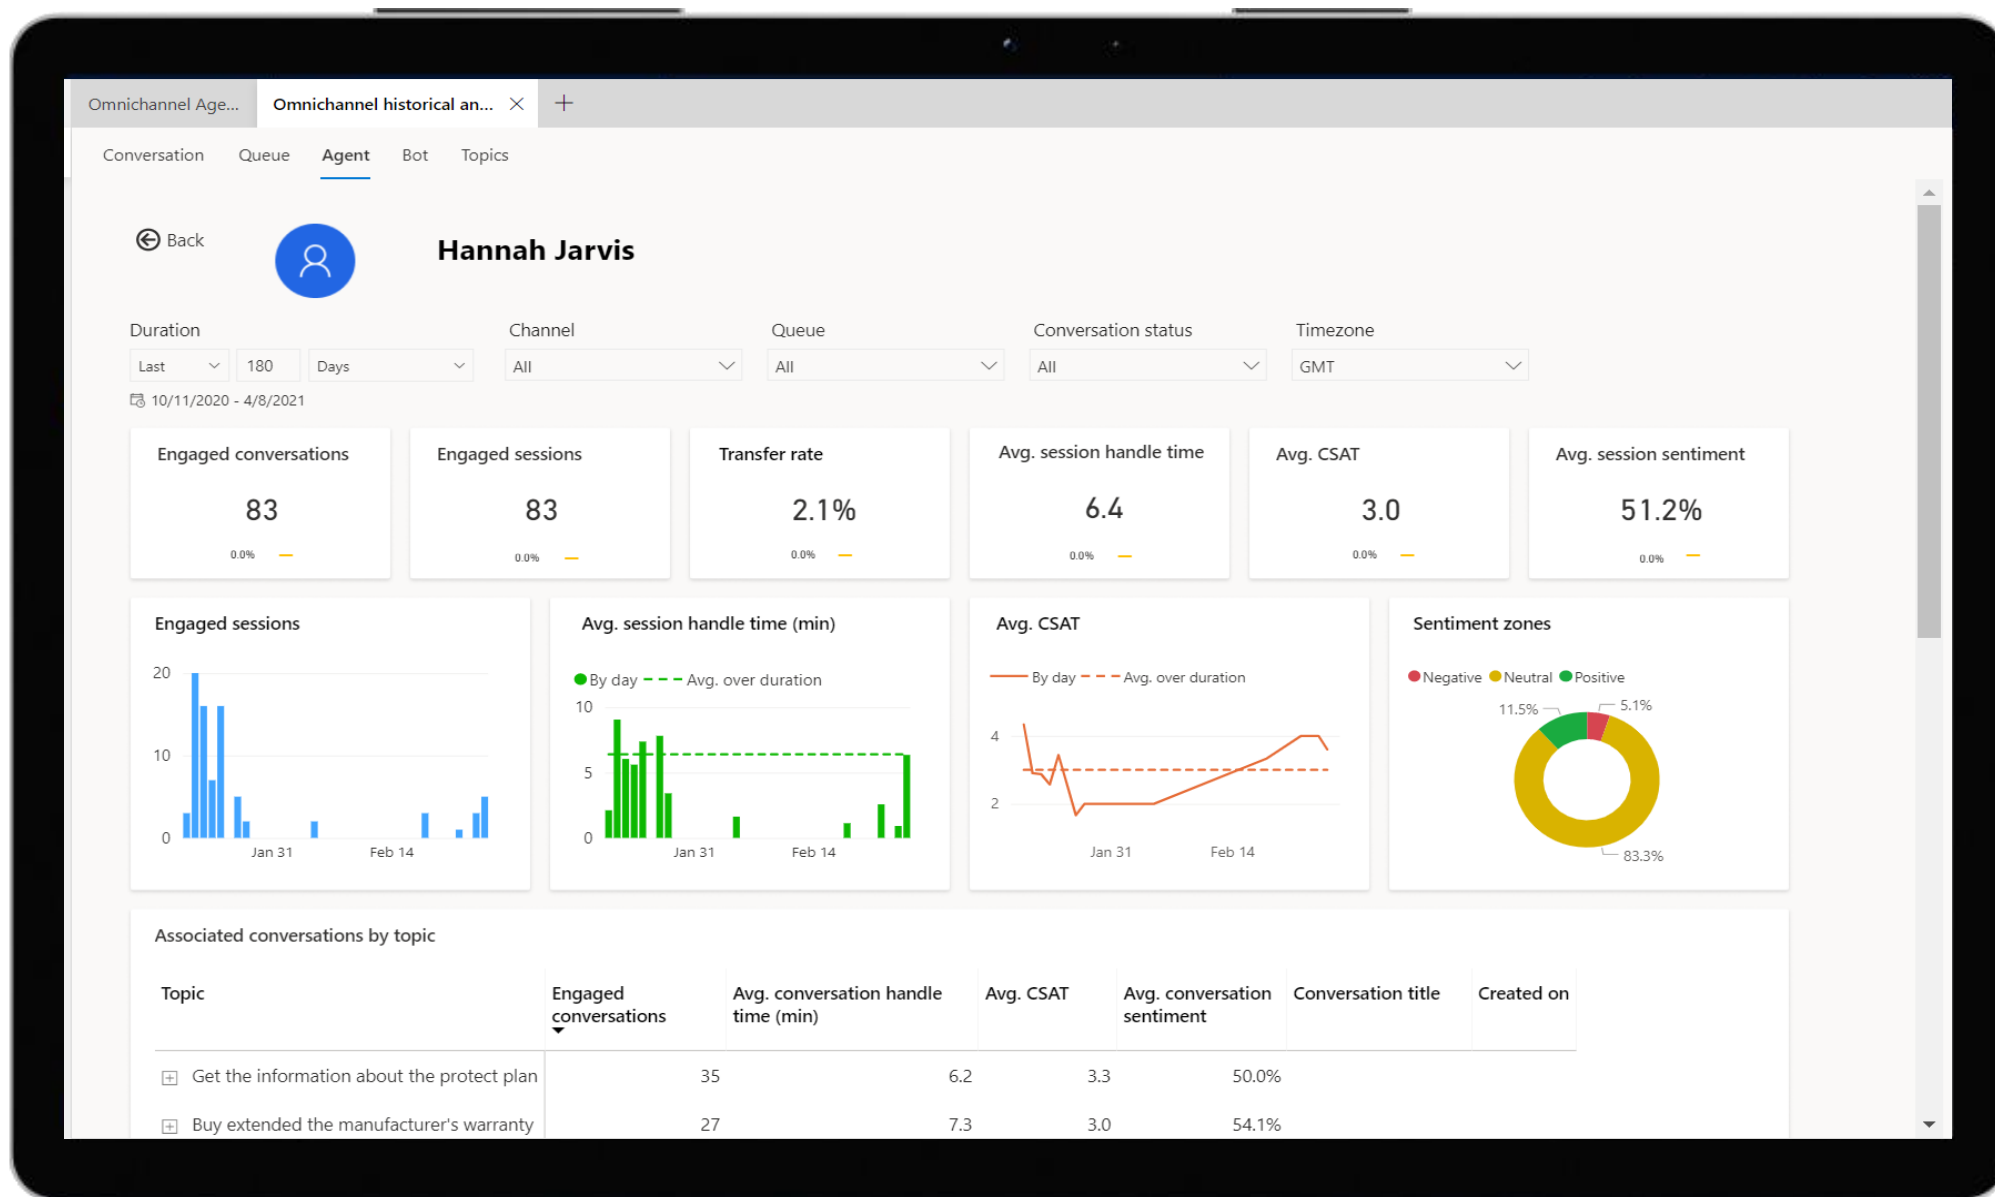 Omnichannel Age...
Omnichannel historical an...
Conversation Queue Agent Bot Topics
Back
Hannah Jarvis
Duration Channel Queue Conversation status Timezone
Last 180 Days All All All GMT
10/11/2020 - 4/8/2021
Engaged conversations
83
0.0%
Engaged sessions
83
0.0%
Transfer rate
2.1%
0.0%
Avg. session handle time
6.4
0.0%
Avg. CSAT
3.0
0.0%
Avg. session sentiment
51.2%
0.0%
Engaged sessions
20
10
0
Jan 31 Feb 14
Avg. session handle time (min)
By day Avg. over duration
10
5
0
Jan 31 Feb 14
Avg. CSAT
By day Avg. over duration
4
2
Jan 31 Feb 14
Sentiment zones
Negative Neutral Positive
11.5% 5.1%
83.3%
Associated conversations by topic
Topic
Engaged
conversations
Avg. conversation handle
time (min)
Avg. CSAT
Avg. conversation
sentiment
Conversation title
Created on
Get the information about the protect plan 35 6.2 3.3 50.0%
Buy extended the manufacturer's warranty 27 7.3 3.0 54.1%